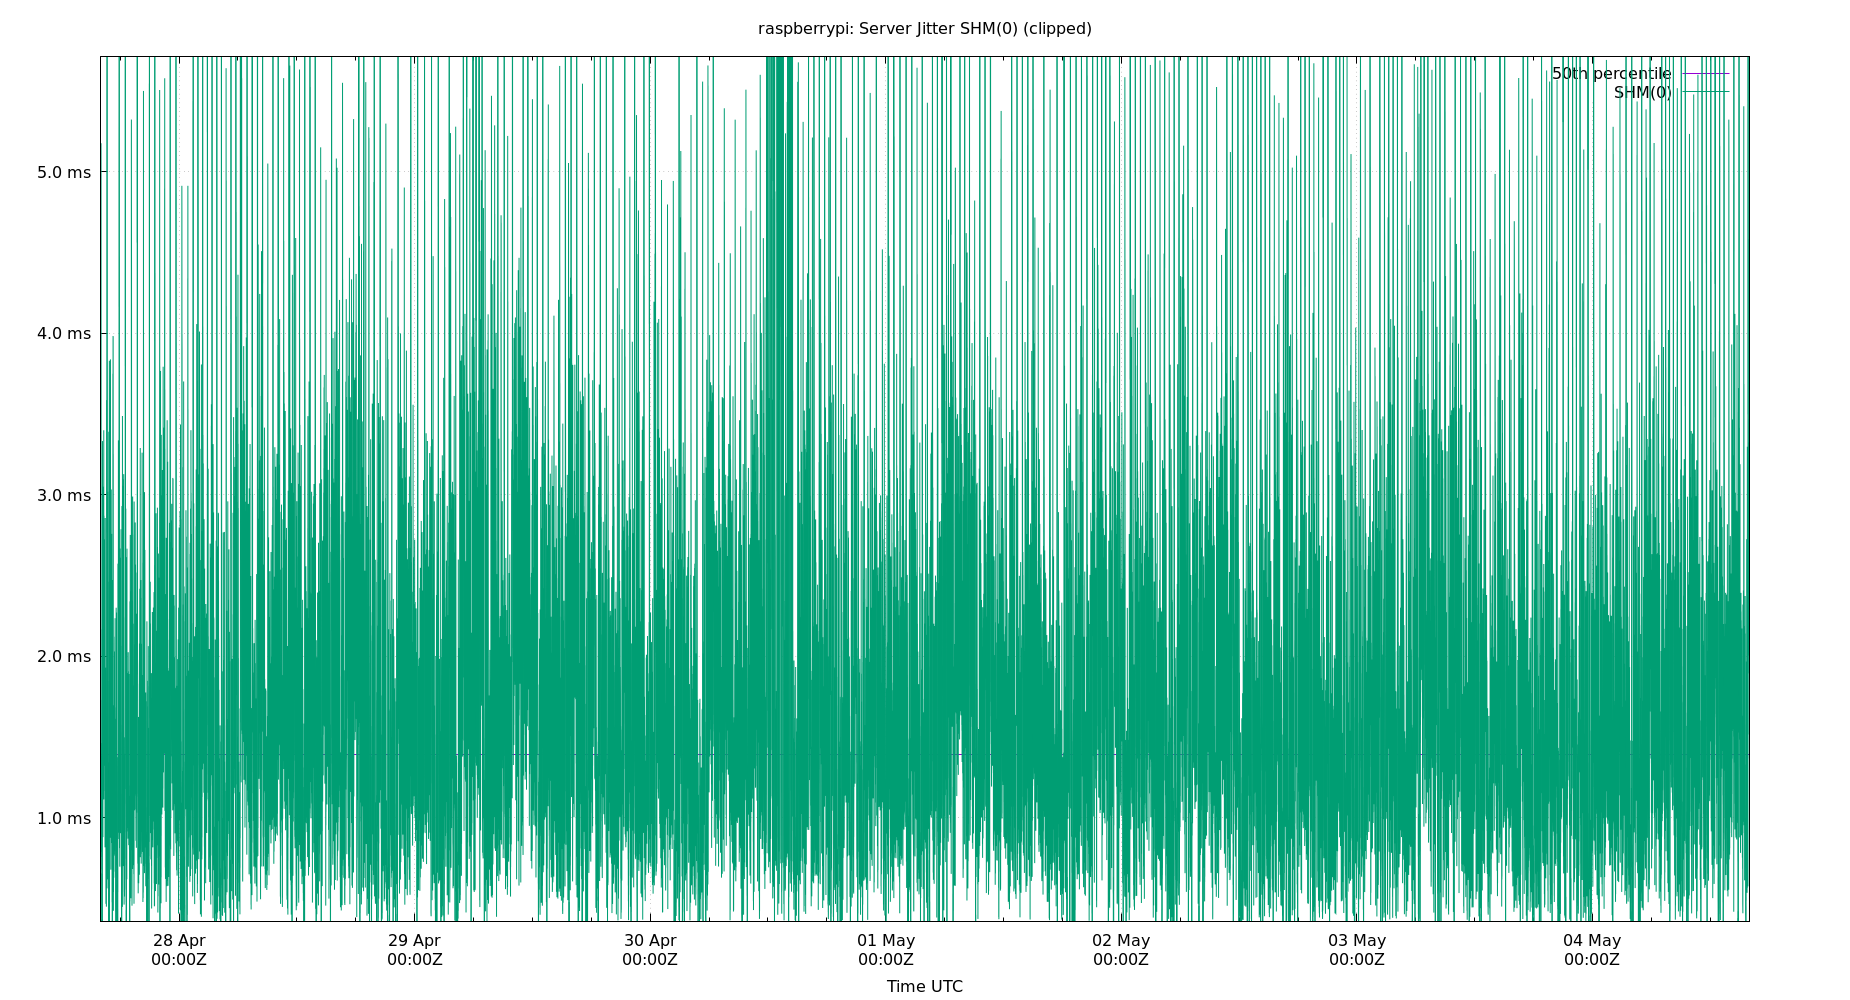 raspberrypi: Server Jitter SHM(0) (clipped)
50th percentile
SHM(0)
5.0 ms
4.0 ms
3.0 ms
2.0 ms
1.0 ms
28 Apr 29 Apr 30 Apr 01 May 02 May 03 May 04 May
00:00Z 00:00Z 00:00Z 00:00Z 00:00Z 00:00Z 00:00Z
Time UTC